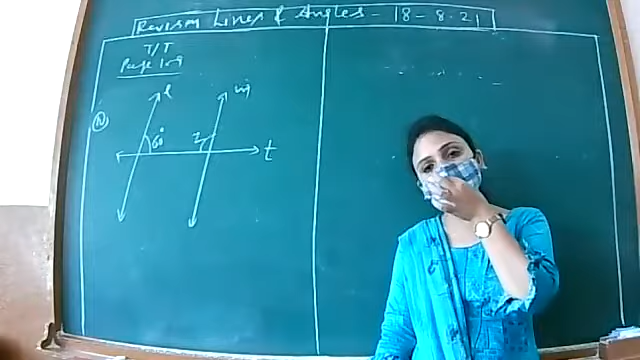 Revision Lines & Angles - 18-8-21
T/T
Page 109
l
m
60°
z
t